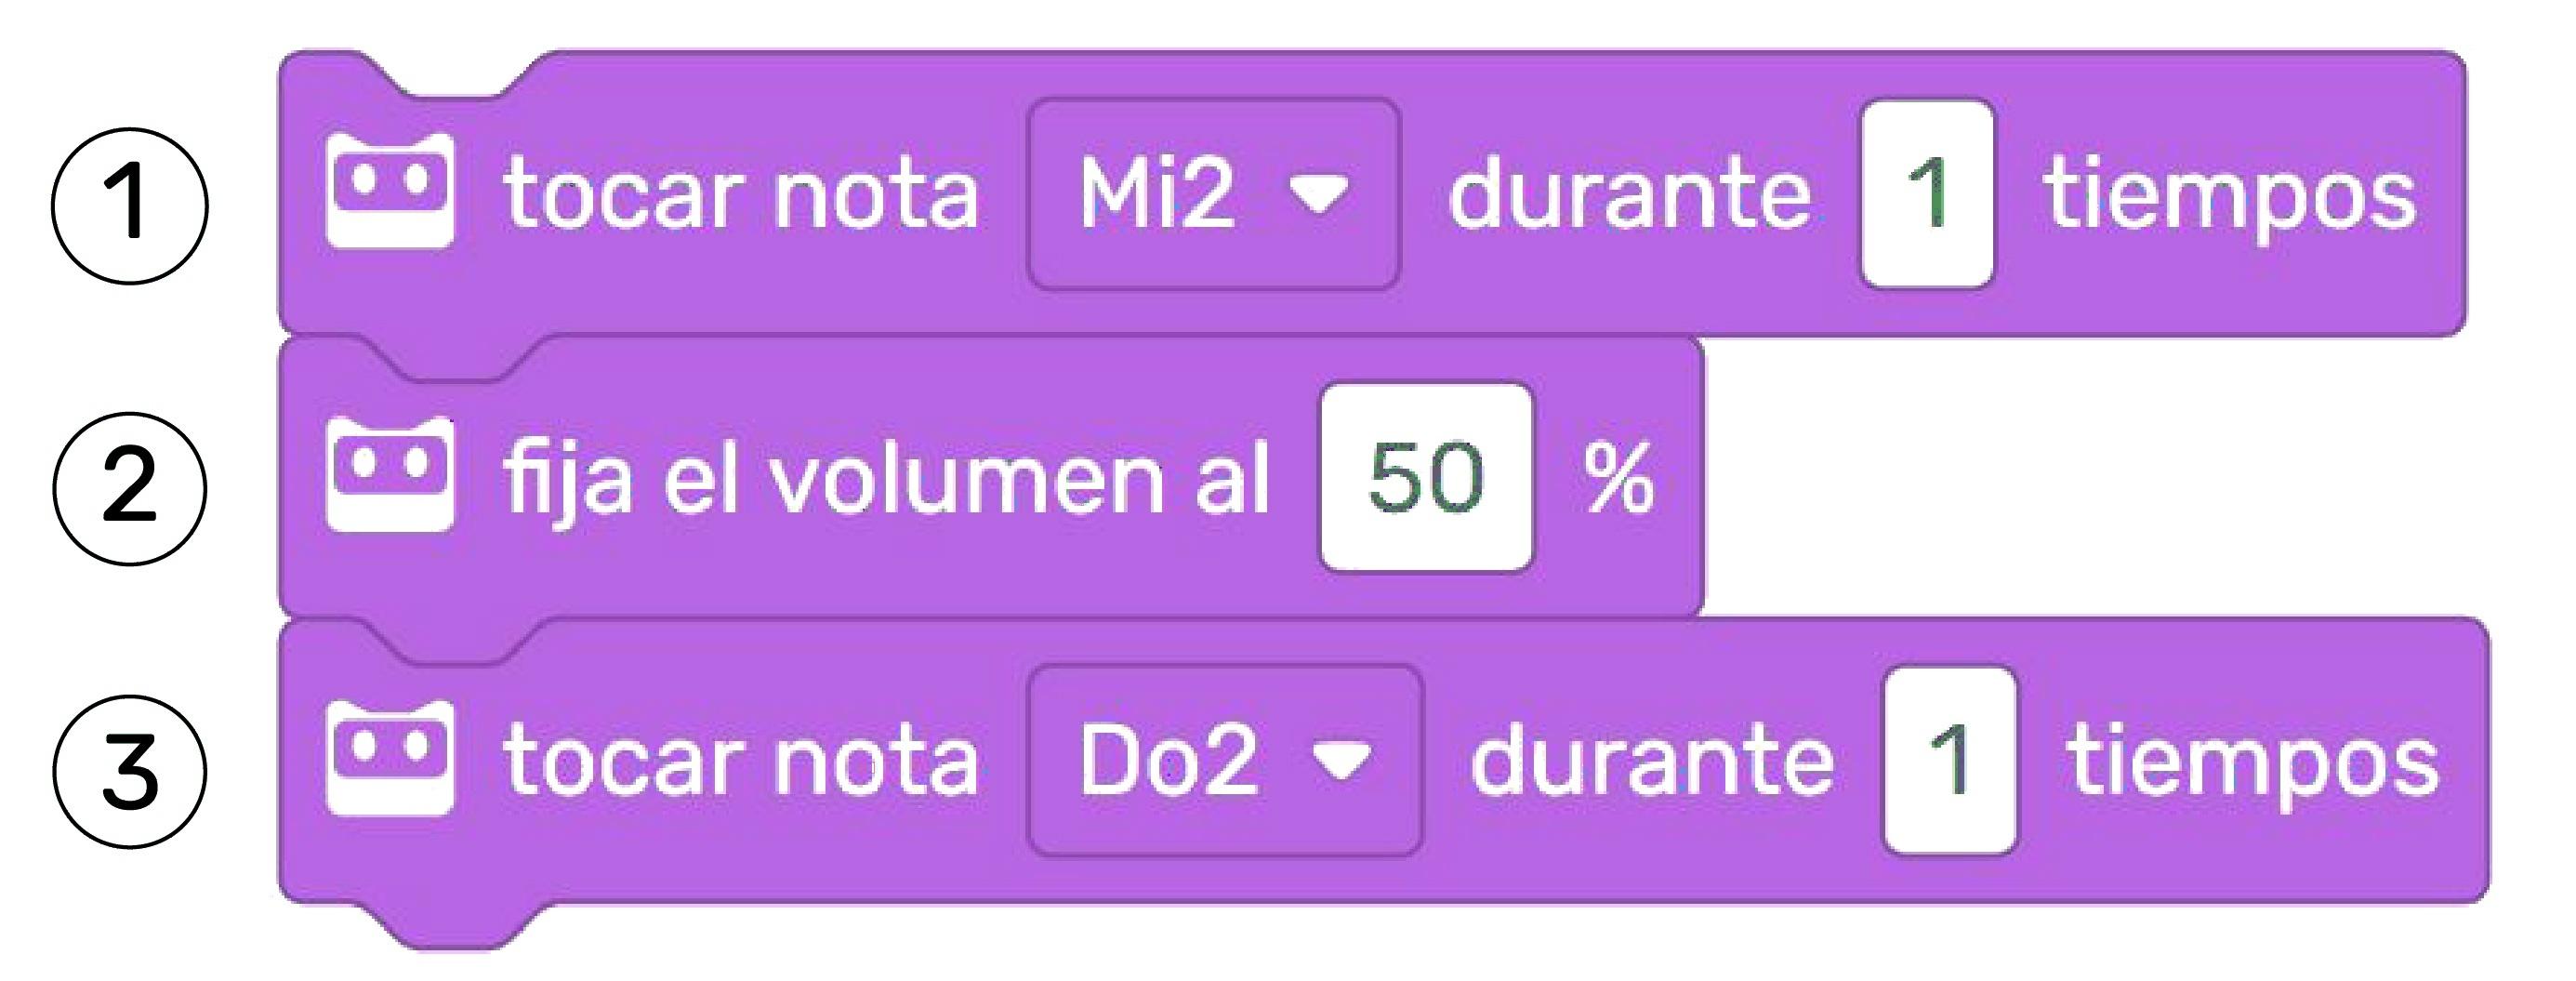 1 tocar nota Mi2 durante 1 tiempos
2 fija el volumen al 50 %
3 tocar nota Do2 durante 1 tiempos